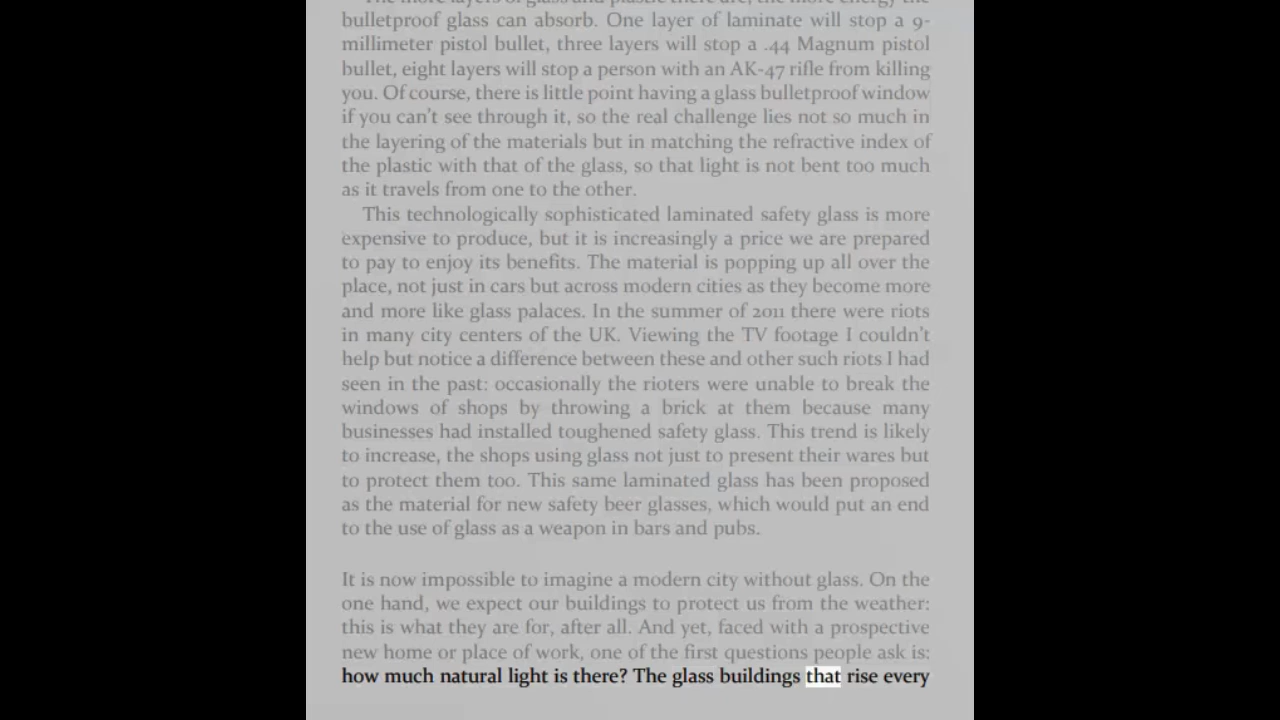 The more layers of glass and plastic there are, the more energy the
bulletproof glass can absorb. One layer of laminate will stop a 9-
millimeter pistol bullet, three layers will stop a .44 Magnum pistol
bullet, eight layers will stop a person with an AK-47 rifle from killing
you. Of course, there is little point having a glass bulletproof window
if you can't see through it, so the real challenge lies not so much in
the layering of the materials but in matching the refractive index of
the plastic with that of the glass, so that light is not bent too much
as it travels from one to the other.
This technologically sophisticated laminated safety glass is more
expensive to produce, but it is increasingly a price we are prepared
to pay to enjoy its benefits. The material is popping up all over the
place, not just in cars but across modern cities as they become more
and more like glass palaces. In the summer of 2011 there were riots
in many city centers of the UK. Viewing the TV footage I couldn't
help but notice a difference between these and other such riots I had
seen in the past: occasionally the rioters were unable to break the
windows of shops by throwing a brick at them because many
businesses had installed toughened safety glass. This trend is likely
to increase, the shops using glass not just to present their wares but
to protect them too. This same laminated glass has been proposed
as the material for new safety beer glasses, which would put an end
to the use of glass as a weapon in bars and pubs.
It is now impossible to imagine a modern city without glass. On the
one hand, we expect our buildings to protect us from the weather:
this is what they are for, after all. And yet, faced with a prospective
new home or place of work, one of the first questions people ask is:
how much natural light is there? The glass buildings that rise every